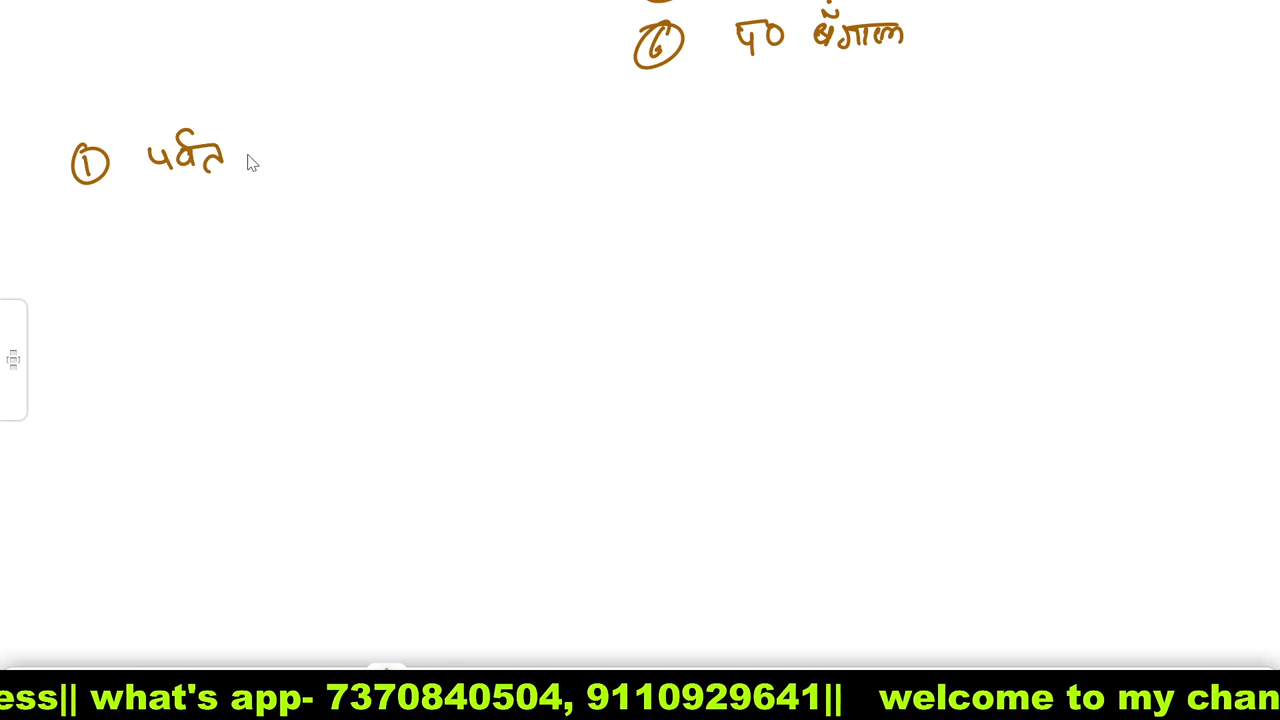 ⑥ प० बंगाल
① पर्वत
ess|| what's app- 7370840504, 9110929641|| welcome to my chan